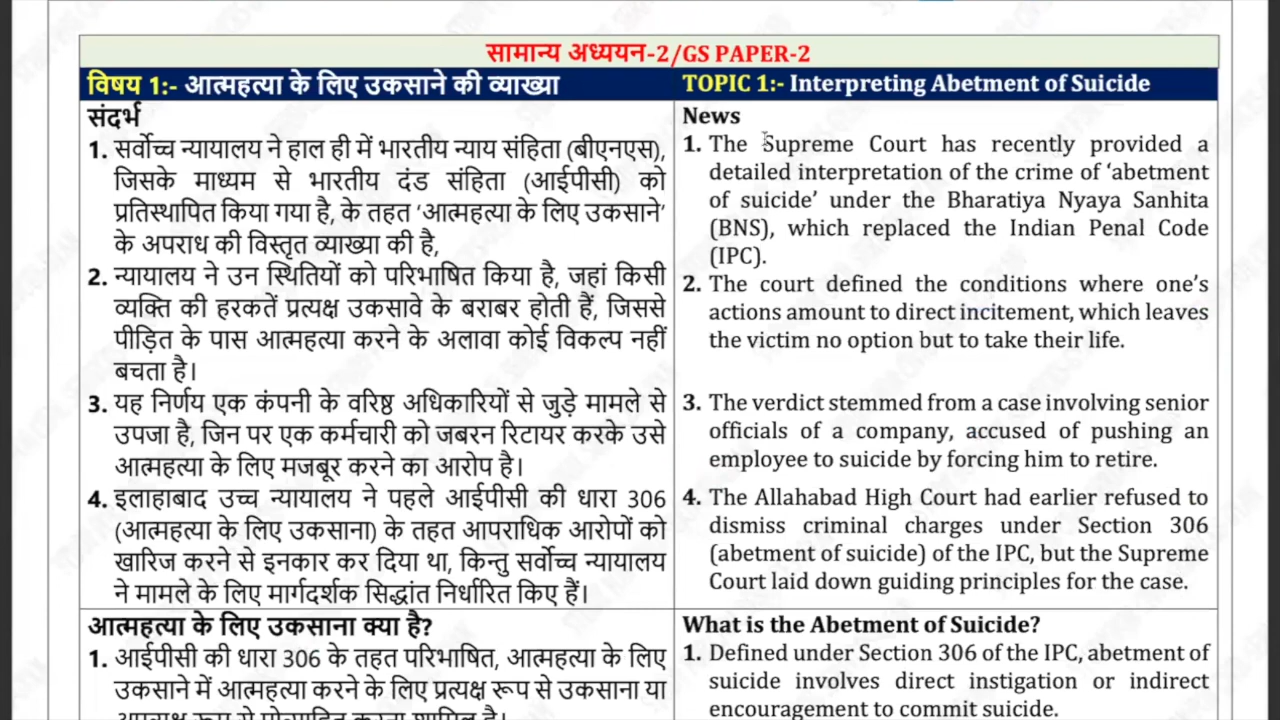 सामान्य अध्ययन-2/GS PAPER-2
विषय 1:- आत्महत्या के लिए उकसाने की व्याख्या
संदर्भ
1. सर्वोच्च न्यायालय ने हाल ही में भारतीय न्याय संहिता (बीएनएस),
जिसके माध्यम से भारतीय दंड संहिता (आईपीसी) को
प्रतिस्थापित किया गया है, के तहत 'आत्महत्या के लिए उकसाने'
के अपराध की विस्तृत व्याख्या की है,
2. न्यायालय ने उन स्थितियों को परिभाषित किया है, जहां किसी
व्यक्ति की हरकतें प्रत्यक्ष उकसावे के बराबर होती हैं, जिससे
पीड़ित के पास आत्महत्या करने के अलावा कोई विकल्प नहीं
बचता है।
3. यह निर्णय एक कंपनी के वरिष्ठ अधिकारियों से जुड़े मामले से
उपजा है, जिन पर एक कर्मचारी को जबरन रिटायर करके उसे
आत्महत्या के लिए मजबूर करने का आरोप है।
4. इलाहाबाद उच्च न्यायालय ने पहले आईपीसी की धारा 306
(आत्महत्या के लिए उकसाना) के तहत आपराधिक आरोपों को
खारिज करने से इनकार कर दिया था, किन्तु सर्वोच्च न्यायालय
ने मामले के लिए मार्गदर्शक सिद्धांत निर्धारित किए हैं।
आत्महत्या के लिए उकसाना क्या है?
1. आईपीसी की धारा 306 के तहत परिभाषित, आत्महत्या के लिए
उकसाने में आत्महत्या करने के लिए प्रत्यक्ष रूप से उकसाना या
TOPIC 1:- Interpreting Abetment of Suicide
News
1. The Supreme Court has recently provided a
detailed interpretation of the crime of 'abetment
of suicide' under the Bharatiya Nyaya Sanhita
(BNS), which replaced the Indian Penal Code
(IPC).
2. The court defined the conditions where one's
actions amount to direct incitement, which leaves
the victim no option but to take their life.
3. The verdict stemmed from a case involving senior
officials of a company, accused of pushing an
employee to suicide by forcing him to retire.
4. The Allahabad High Court had earlier refused to
dismiss criminal charges under Section 306
(abetment of suicide) of the IPC, but the Supreme
Court laid down guiding principles for the case.
What is the Abetment of Suicide?
1. Defined under Section 306 of the IPC, abetment of
suicide involves direct instigation or indirect
encouragement to commit suicide.